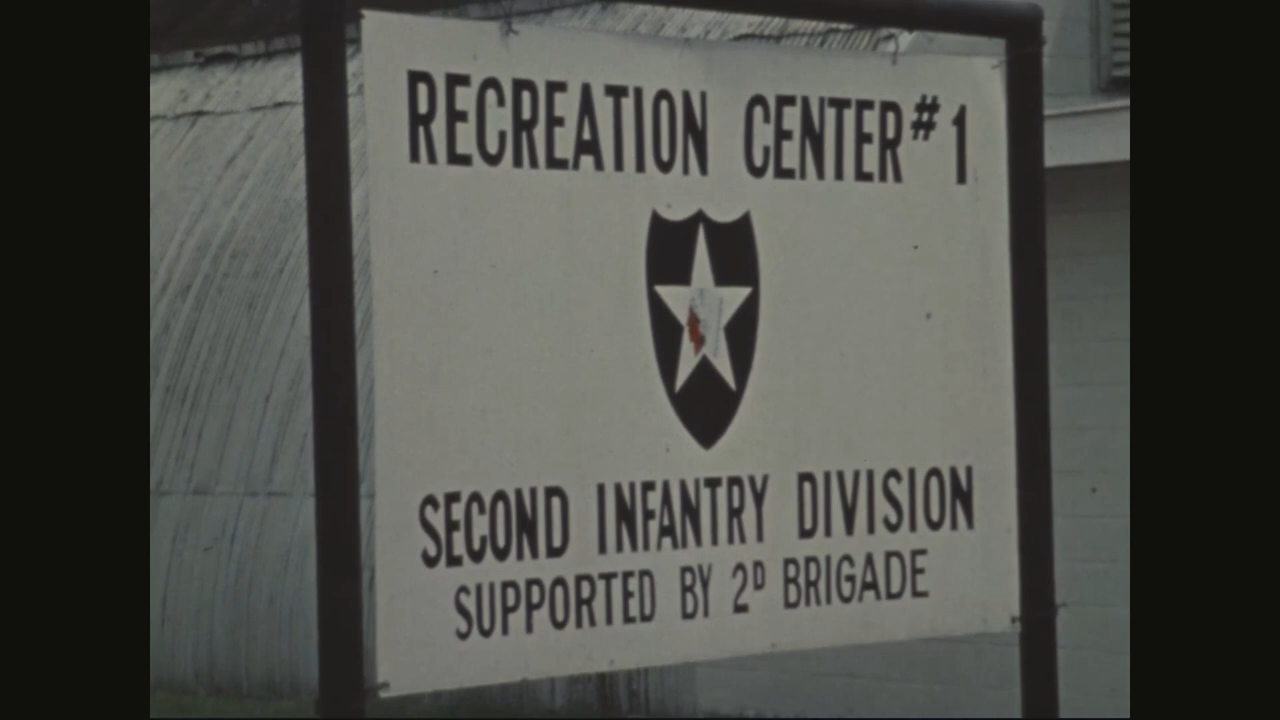 RECREATION CENTER #1
SECOND INFANTRY DIVISION
SUPPORTED BY 2D BRIGADE